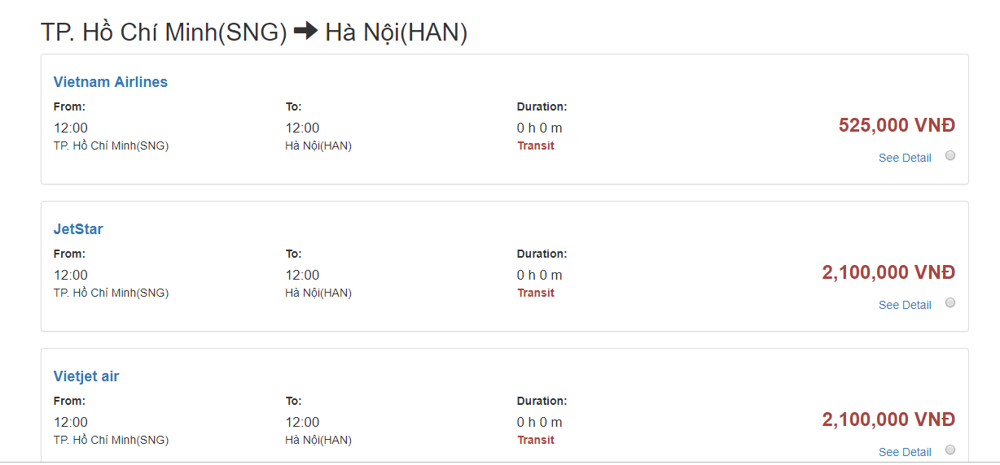 TP. Hồ Chí Minh(SNG) ➡ Hà Nội(HAN)
Vietnam Airlines
From: To: Duration:
12:00 12:00 0 h 0 m 525,000 VNĐ
TP. Hồ Chí Minh(SNG) Hà Nội(HAN) Transit
See Detail
JetStar
From: To: Duration:
12:00 12:00 0 h 0 m 2,100,000 VNĐ
TP. Hồ Chí Minh(SNG) Hà Nội(HAN) Transit
See Detail
Vietjet air
From: To: Duration:
12:00 12:00 0 h 0 m 2,100,000 VNĐ
TP. Hồ Chí Minh(SNG) Hà Nội(HAN) Transit
See Detail